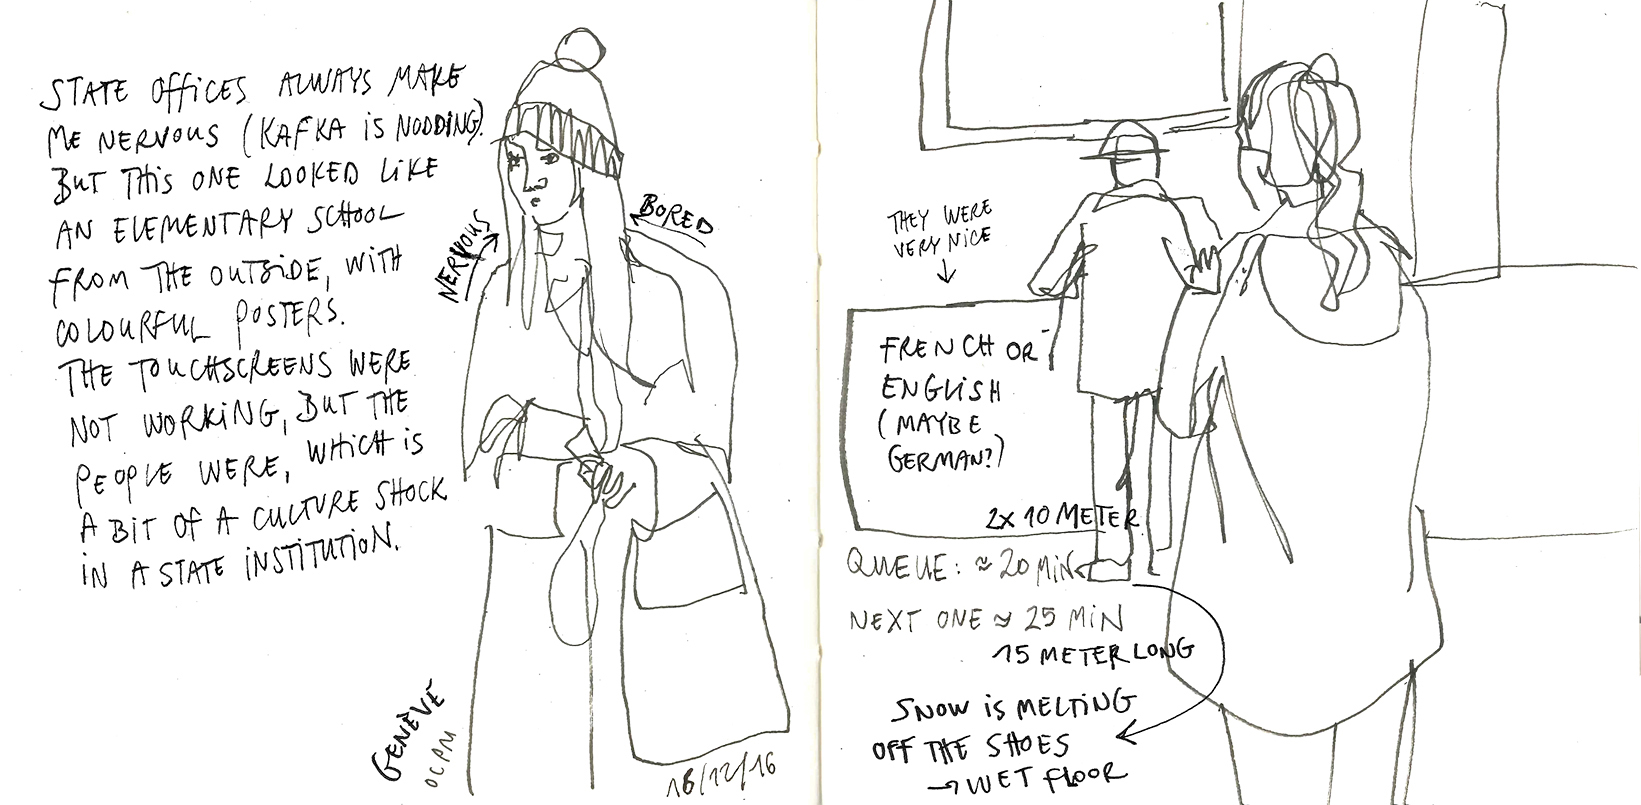 STATE OFFICES ALWAYS MAKE
ME NERVOUS (KAFKA IS NODDING).
BUT THIS ONE LOOKED LIKE
AN ELEMENTARY SCHOOL
FROM THE OUTSIDE, WITH
COLOURFUL POSTERS.
THE TOUCHSCREENS WERE
NOT WORKING, BUT THE
PEOPLE WERE, WHICH IS
A BIT OF A CULTURE SHOCK
IN A STATE INSTITUTION.
NERVOUS
BORED
GENÈVE
OCPM
16/12/16
THEY WERE
VERY NICE
FRENCH OR
ENGLISH
(MAYBE
GERMAN?)
2x10 METER
QUEUE: ≈ 20 MIN
NEXT ONE ≈ 25 MIN
15 METER LONG
SNOW IS MELTING
OFF THE SHOES
→ WET FLOOR